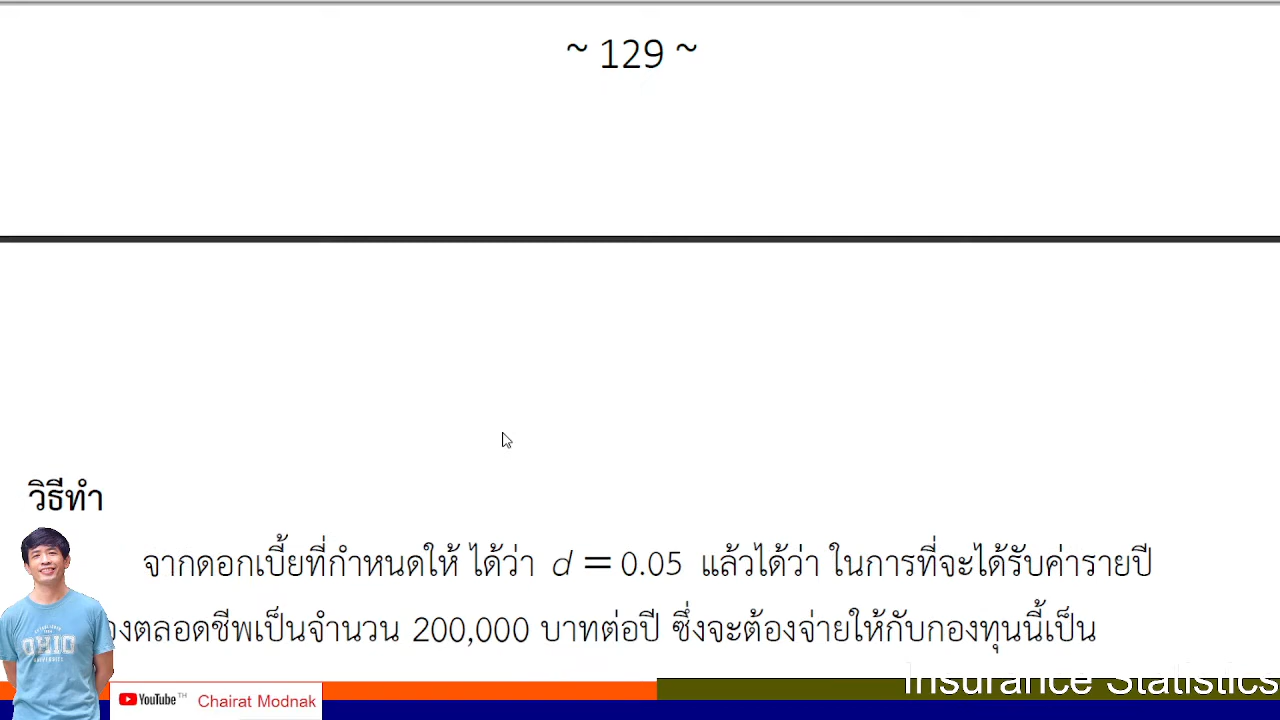 ~ 129 ~
วิธีทำ
จากดอกเบี้ยที่กำหนดให้ ได้ว่า d = 0.05 แล้วได้ว่า ในการที่จะได้รับค่ารายปี
ตลอดชีพเป็นจำนวน 200,000 บาทต่อปี ซึ่งจะต้องจ่ายให้กับกองทุนนี้เป็น
Insurance Statistics
OHIO
UNIVERSITY
YouTube TH Chairat Modnak